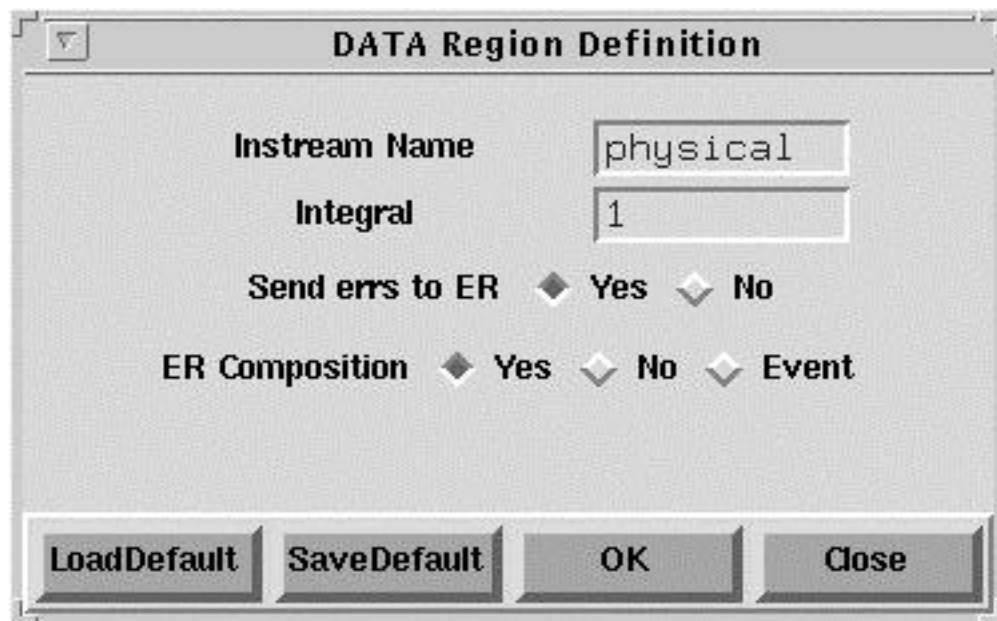 DATA Region Definition
Instream Name physical
Integral 1
Send errs to ER Yes No
ER Composition Yes No Event
LoadDefault SaveDefault OK Close